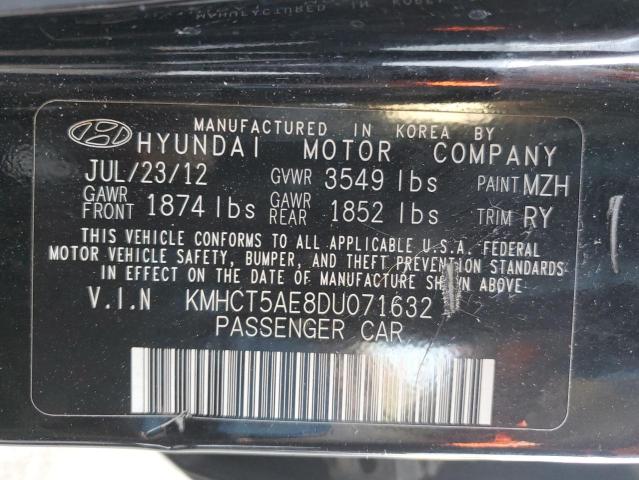 MANUFACTURED IN KOREA BY
HYUNDAI MOTOR COMPANY
JUL/23/12 GVWR 3549 lbs PAINT MZH
GAWR FRONT 1874 lbs GAWR REAR 1852 lbs TRIM RY
THIS VEHICLE CONFORMS TO ALL APPLICABLE U.S.A. FEDERAL
MOTOR VEHICLE SAFETY, BUMPER, AND THEFT PREVENTION STANDARDS
IN EFFECT ON THE DATE OF MANUFACTURE SHOWN ABOVE
V.I.N KMHCT5AE8DU071632
PASSENGER CAR